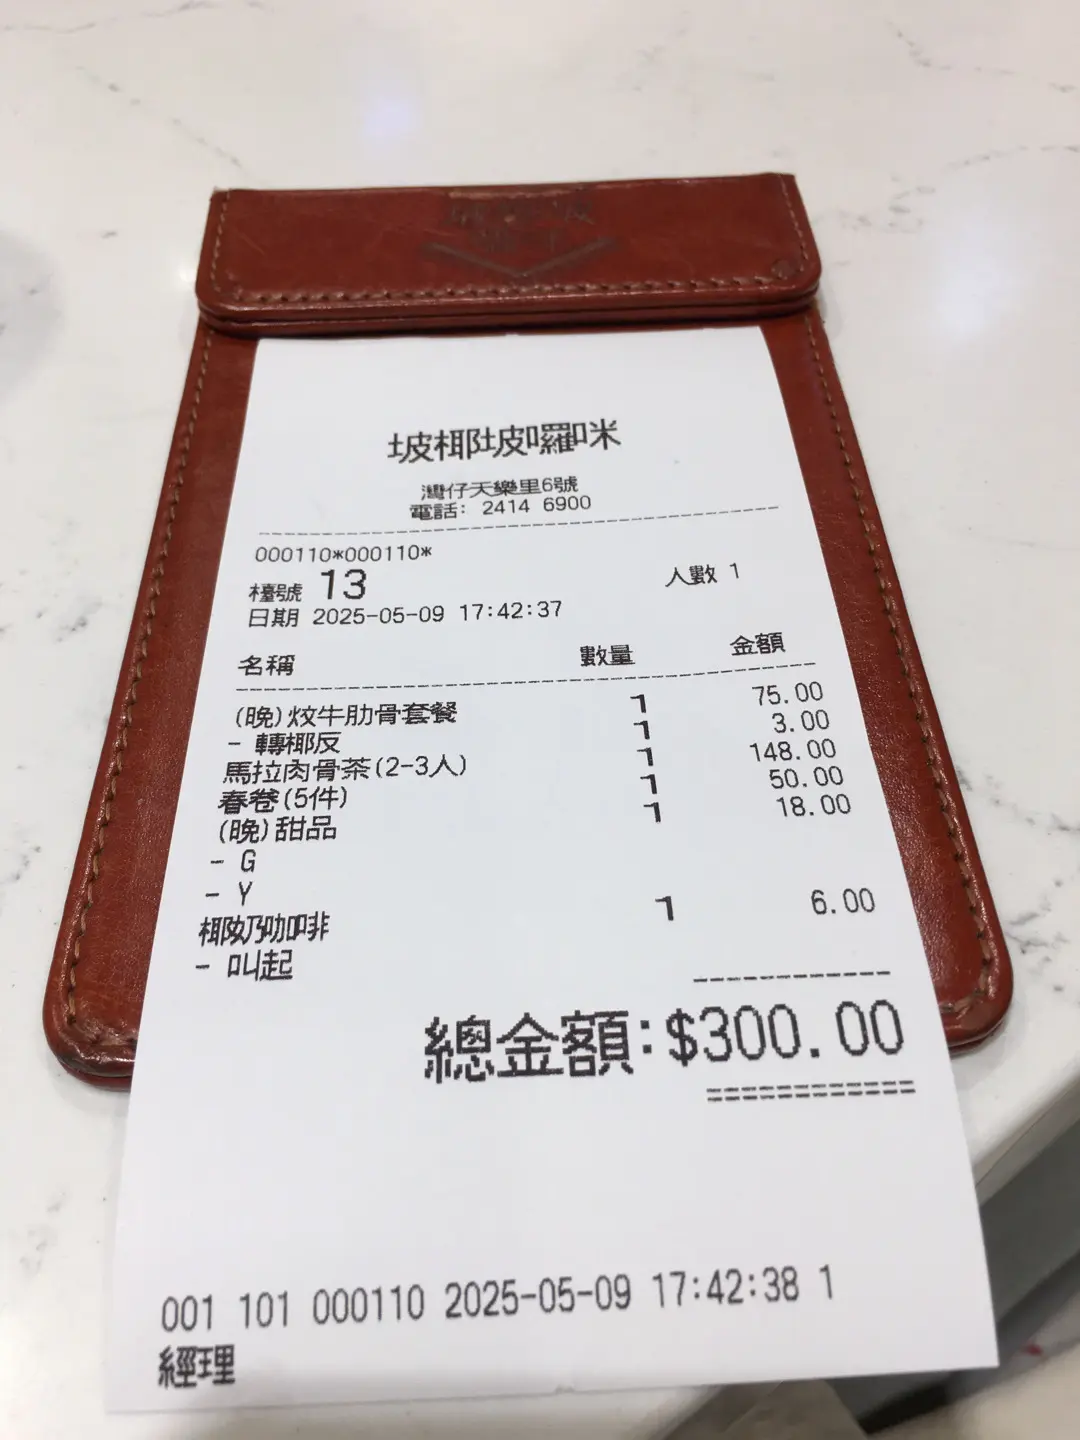 坡椰坡囉咪
灣仔天樂里6號
電話: 2414 6900
000110*000110*
檯號 13 人數 1
日期 2025-05-09 17:42:37
名稱 數量 金額
(晚)炆牛肋骨套餐 1 75.00
- 轉椰反 1 3.00
馬拉肉骨茶(2-3人) 1 148.00
春卷(5件) 1 50.00
(晚)甜品 1 18.00
- G
- Y
椰奶咖啡 1 6.00
- 叫起
總金額:$300.00
001 101 000110 2025-05-09 17:42:38 1
經理